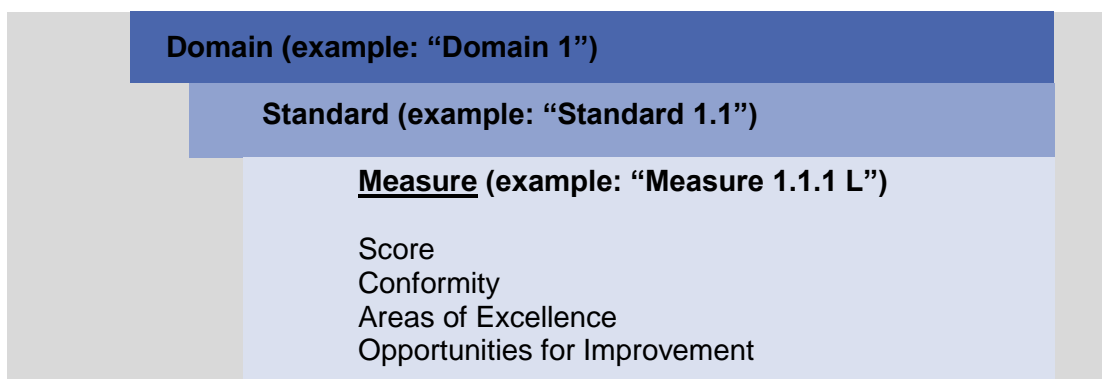 Domain (example: “Domain 1”)
Standard (example: “Standard 1.1”)
Measure (example: “Measure 1.1.1 L”)
Score
Conformity
Areas of Excellence
Opportunities for Improvement